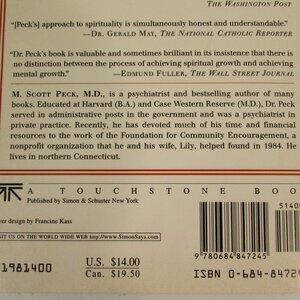 THE WASHINGTON POST
"[Peck's] approach to spirituality is simultaneously honest and understandable."
—DR. GERALD MAY, THE NATIONAL CATHOLIC REPORTER
"Dr. Peck's book is valuable and sometimes brilliant in its insistence that there is
no distinction between the process of achieving spiritual growth and achieving
mental growth."
—EDMUND FULLER, THE WALL STREET JOURNAL
M. SCOTT PECK, M.D., is a psychiatrist and bestselling author of many
books. Educated at Harvard (B.A.) and Case Western Reserve (M.D.), Dr. Peck
served in administrative posts in the government and was a psychiatrist in
private practice. Recently, he has devoted much of his time and financial
resources to the work of the Foundation for Community Encouragement, a
nonprofit organization that he and his wife, Lily, helped found in 1984. He
lives in northern Connecticut.
A TOUCHSTONE BOO
Published by Simon & Schuster New York
ver design by Francine Kass
ISIT US ON THE WORLD WIDE WEB http://www.SimonSays.com
1981400
U.S. $14.00
Can. $19.50
5140
9 780684 847245
ISBN 0-684-8472